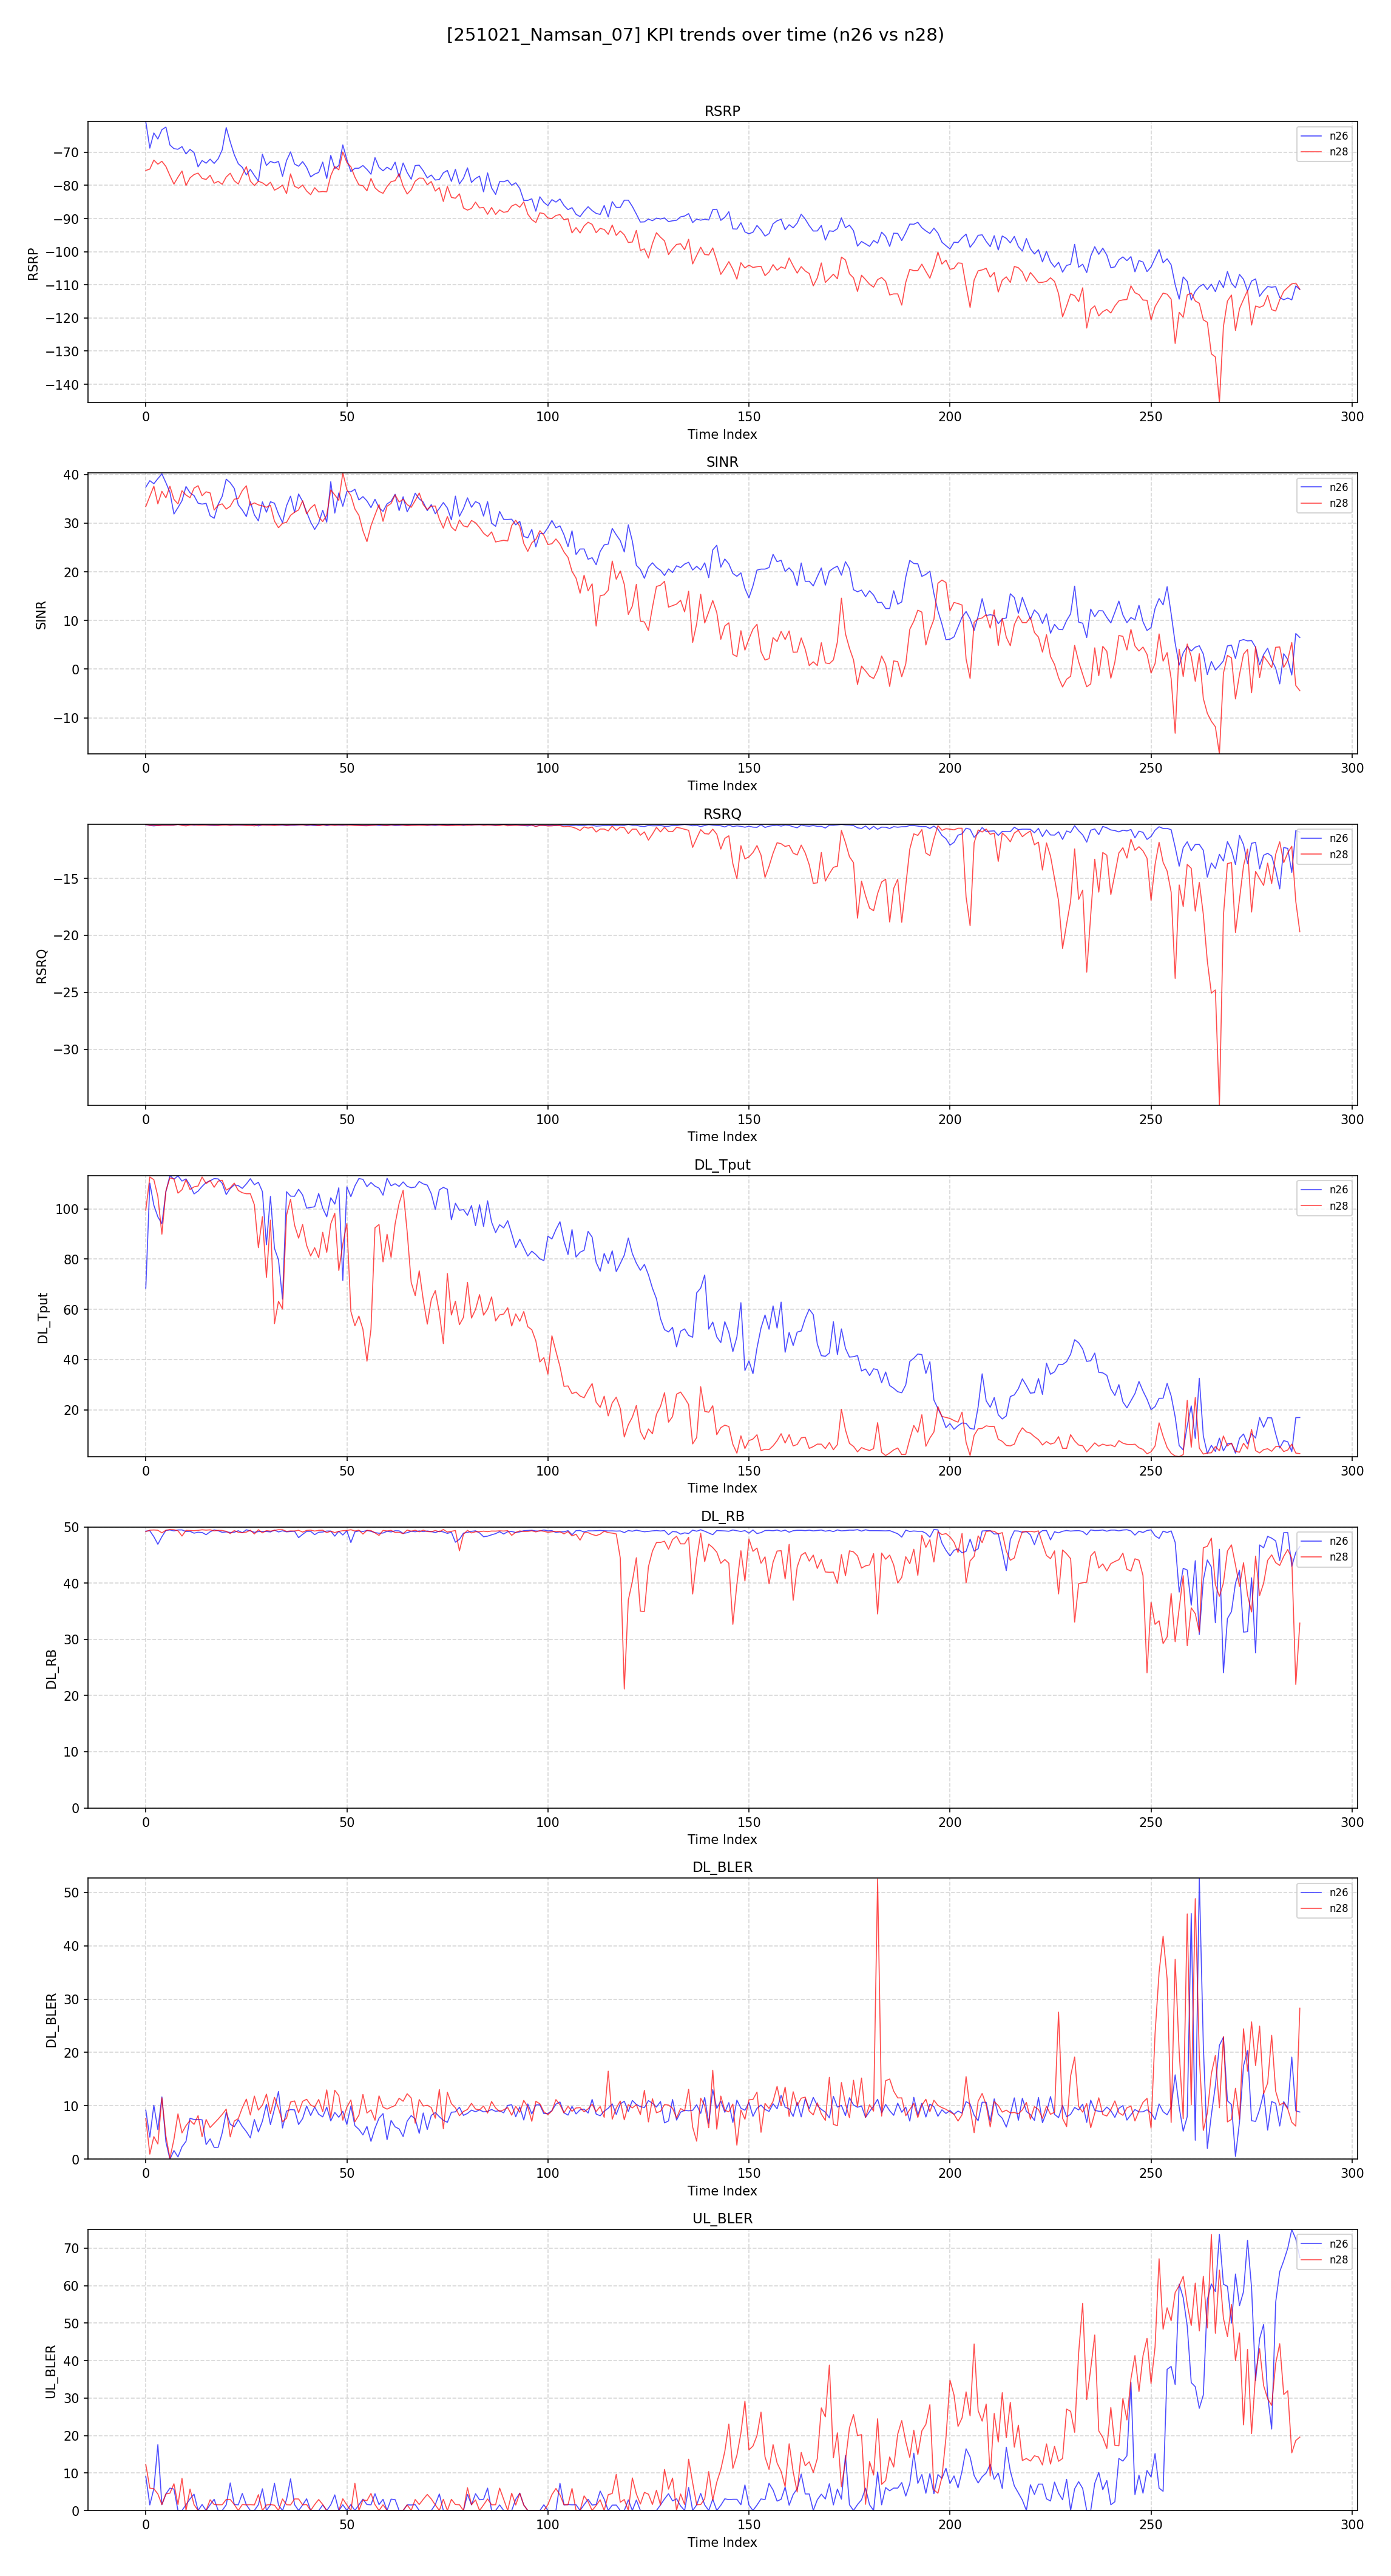 [251021_Namsan_07] KPI trends over time (n26 vs n28)
RSRP
n26
n28
−70
−80
−90
−100
−110
−120
−130
−140
RSRP
0 50 100 150 200 250 300
Time Index
SINR
n26
n28
40
30
20
10
0
−10
SINR
0 50 100 150 200 250 300
Time Index
RSRQ
n26
n28
−15
−20
−25
−30
RSRQ
0 50 100 150 200 250 300
Time Index
DL_Tput
n26
n28
100
80
60
40
20
DL_Tput
0 50 100 150 200 250 300
Time Index
DL_RB
n26
n28
50
40
30
20
10
0
DL_RB
0 50 100 150 200 250 300
Time Index
DL_BLER
n26
n28
50
40
30
20
10
0
DL_BLER
0 50 100 150 200 250 300
Time Index
UL_BLER
n26
n28
70
60
50
40
30
20
10
0
UL_BLER
0 50 100 150 200 250 300
Time Index